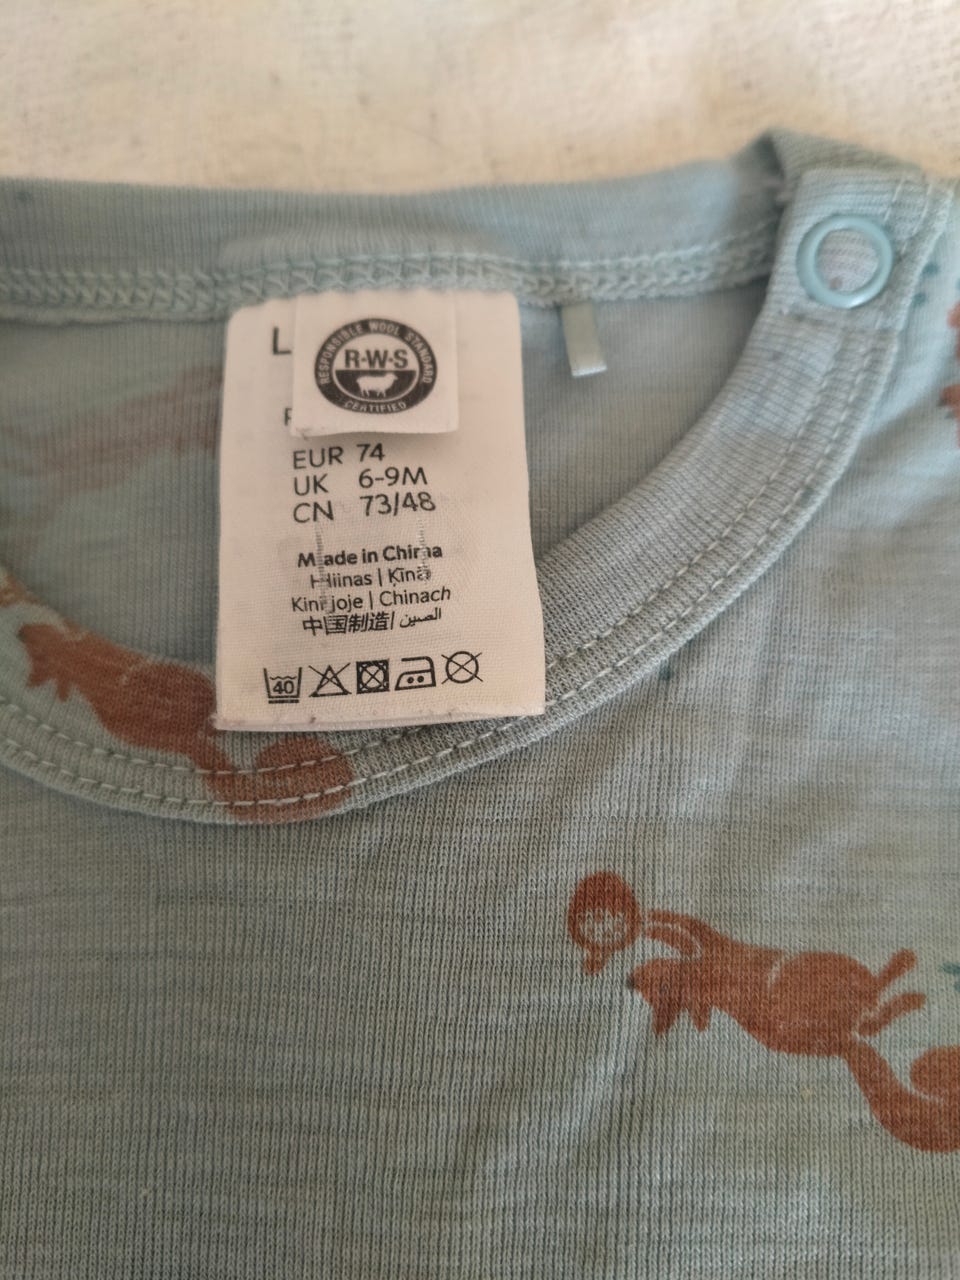 RESPONSIBLE WOOL STANDARD
R·W·S
CERTIFIED
EUR 74
UK 6-9M
CN 73/48
Made in China
Hiinas | Ķīnā
Kinijoje | Chinach
中国制造 | الصين
40